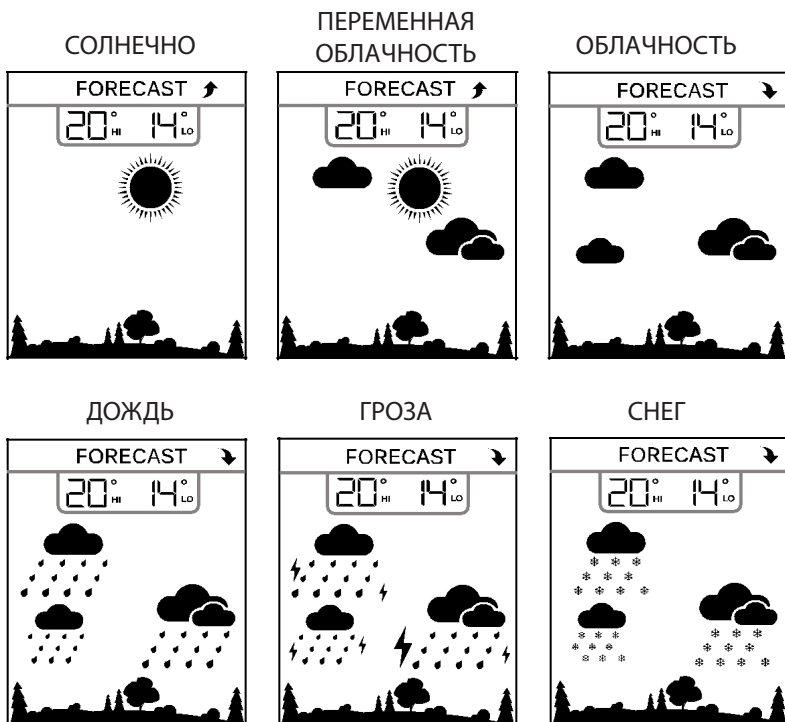 СОЛНЕЧНО
ПЕРЕМЕННАЯ
ОБЛАЧНОСТЬ
ОБЛАЧНОСТЬ
FORECAST
FORECAST
FORECAST
20° HI 14° LO
20° HI 14° LO
20° HI 14° LO
ДОЖДЬ
ГРОЗА
СНЕГ
FORECAST
FORECAST
FORECAST
20° HI 14° LO
20° HI 14° LO
20° HI 14° LO